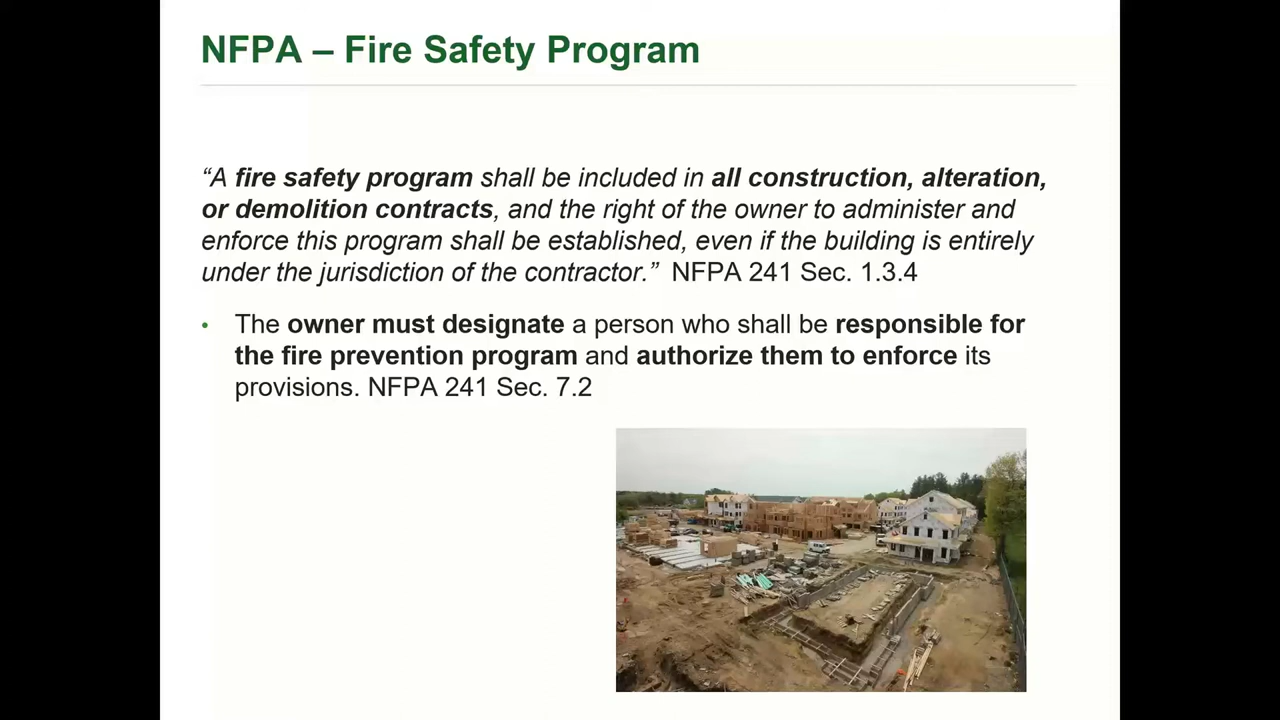 NFPA – Fire Safety Program
“A fire safety program shall be included in all construction, alteration,
or demolition contracts, and the right of the owner to administer and
enforce this program shall be established, even if the building is entirely
under the jurisdiction of the contractor.” NFPA 241 Sec. 1.3.4
• The owner must designate a person who shall be responsible for
the fire prevention program and authorize them to enforce its
provisions. NFPA 241 Sec. 7.2